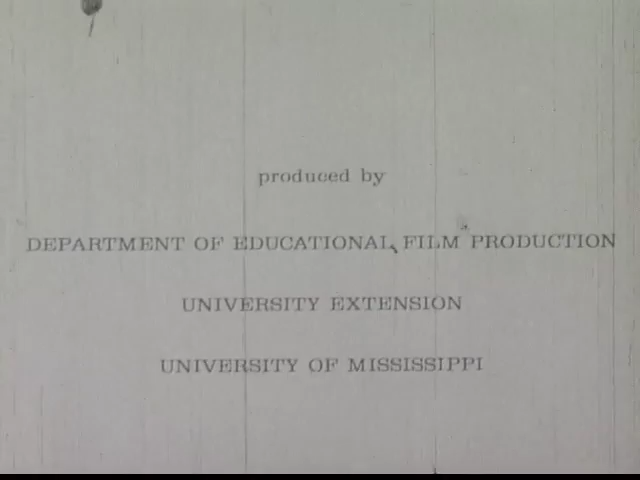 produced by
DEPARTMENT OF EDUCATIONAL FILM PRODUCTION
UNIVERSITY EXTENSION
UNIVERSITY OF MISSISSIPPI